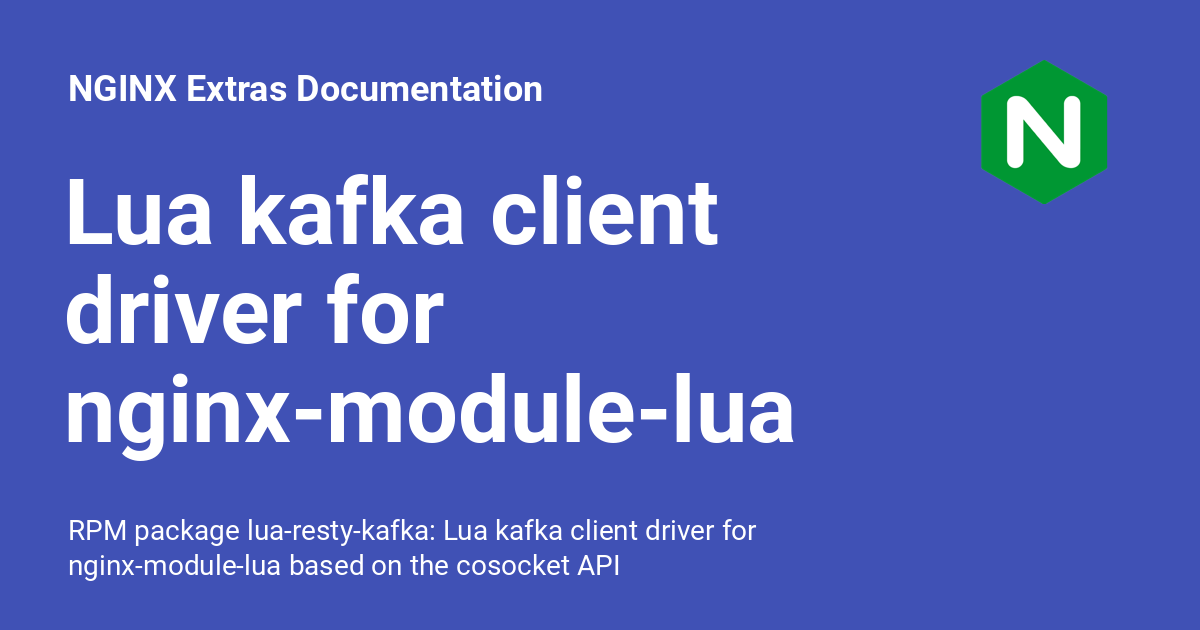 NGINX Extras Documentation
N
Lua kafka client
driver for
nginx-module-lua
RPM package lua-resty-kafka: Lua kafka client driver for
nginx-module-lua based on the cosocket API